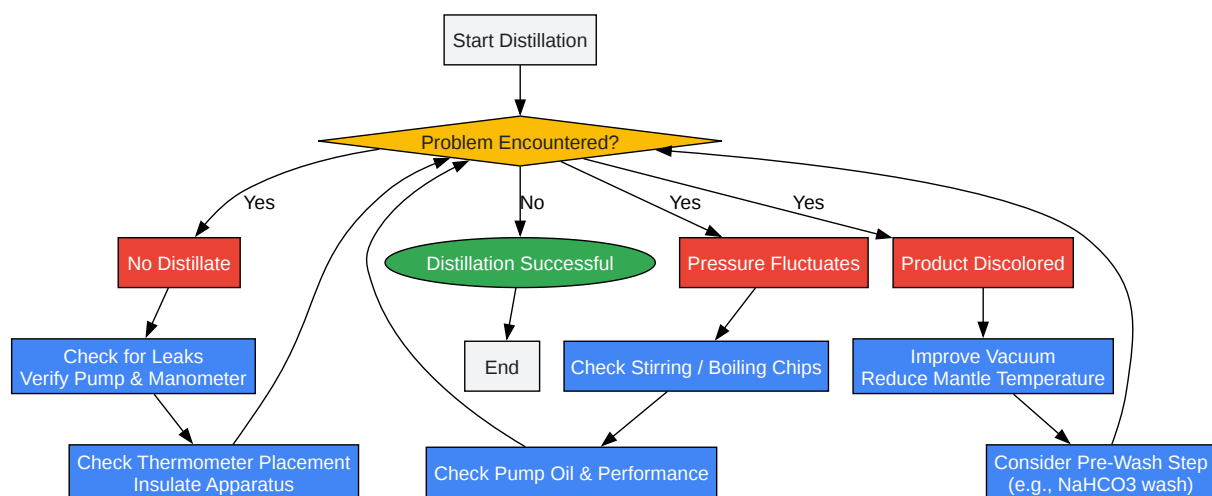 Start Distillation
Problem Encountered?
Yes
No
Yes
Yes
No Distillate
Distillation Successful
Pressure Fluctuates
Product Discolored
Check for Leaks
Verify Pump & Manometer
End
Check Stirring / Boiling Chips
Improve Vacuum
Reduce Mantle Temperature
Check Thermometer Placement
Insulate Apparatus
Check Pump Oil & Performance
Consider Pre-Wash Step
(e.g., NaHCO3 wash)